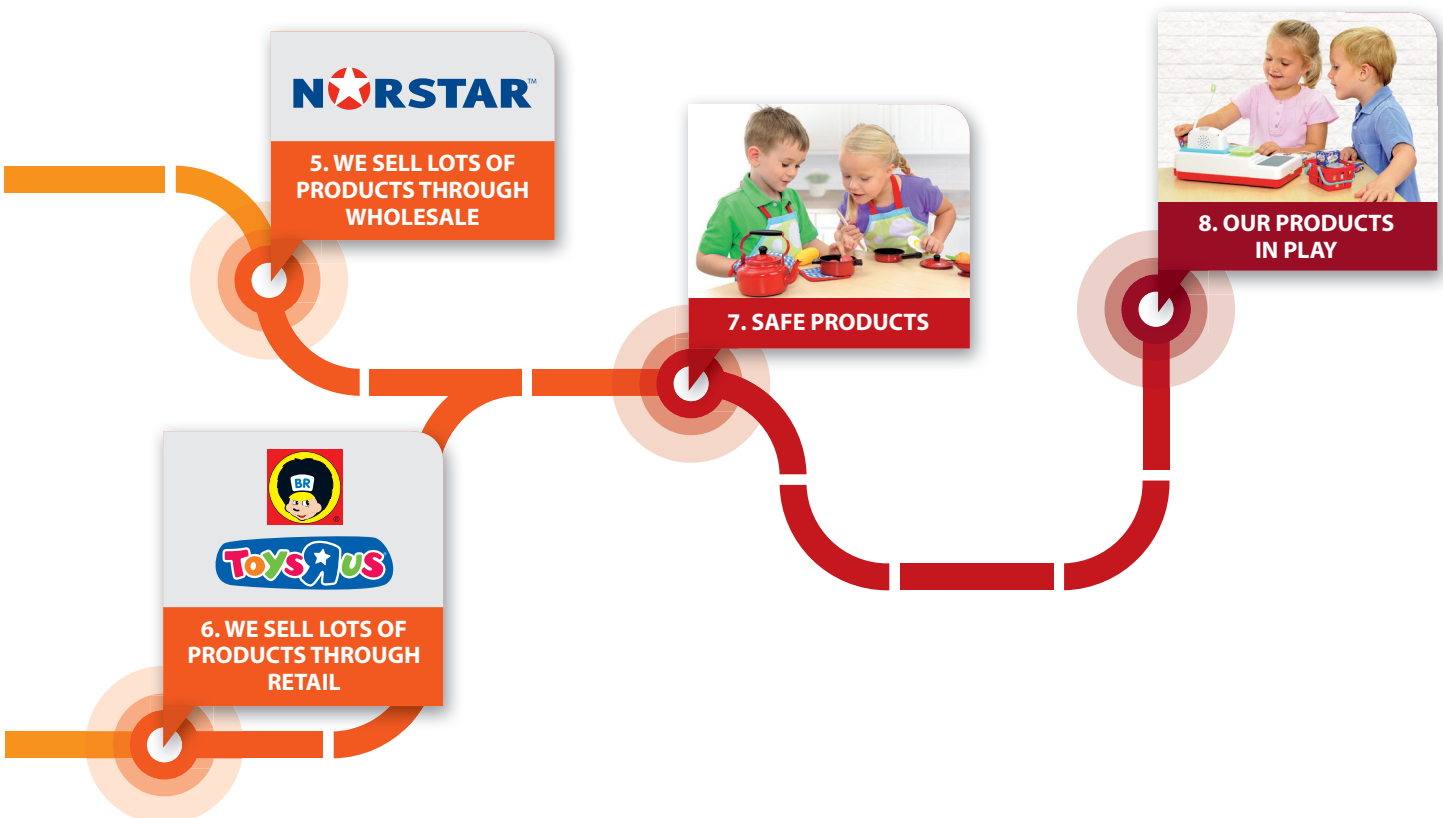 NORSTAR™
5. WE SELL LOTS OF
PRODUCTS THROUGH
WHOLESALE
BR
®
TOYS R US
6. WE SELL LOTS OF
PRODUCTS THROUGH
RETAIL
7. SAFE PRODUCTS
8. OUR PRODUCTS
IN PLAY